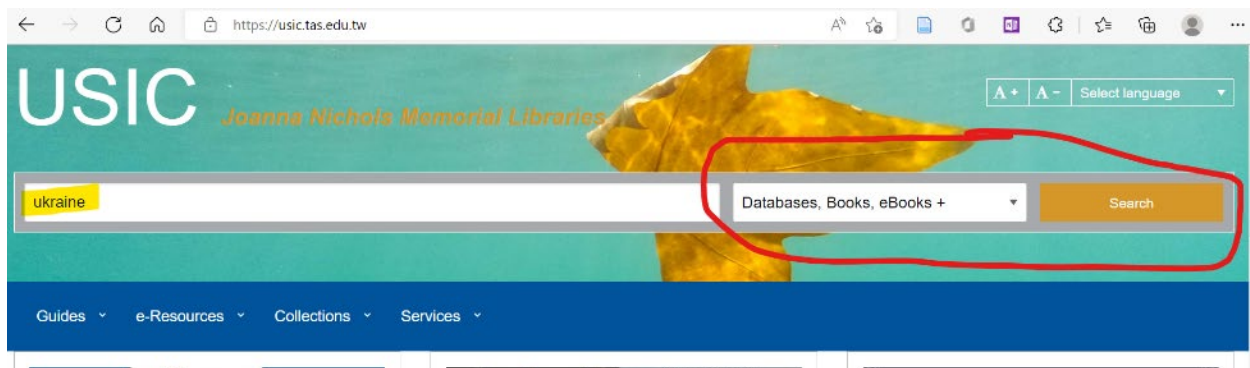 https://usic.tas.edu.tw
USIC Joanna Nichols Memorial Libraries
A+ A- Select language
ukraine Databases, Books, eBooks + Search
Guides e-Resources Collections Services